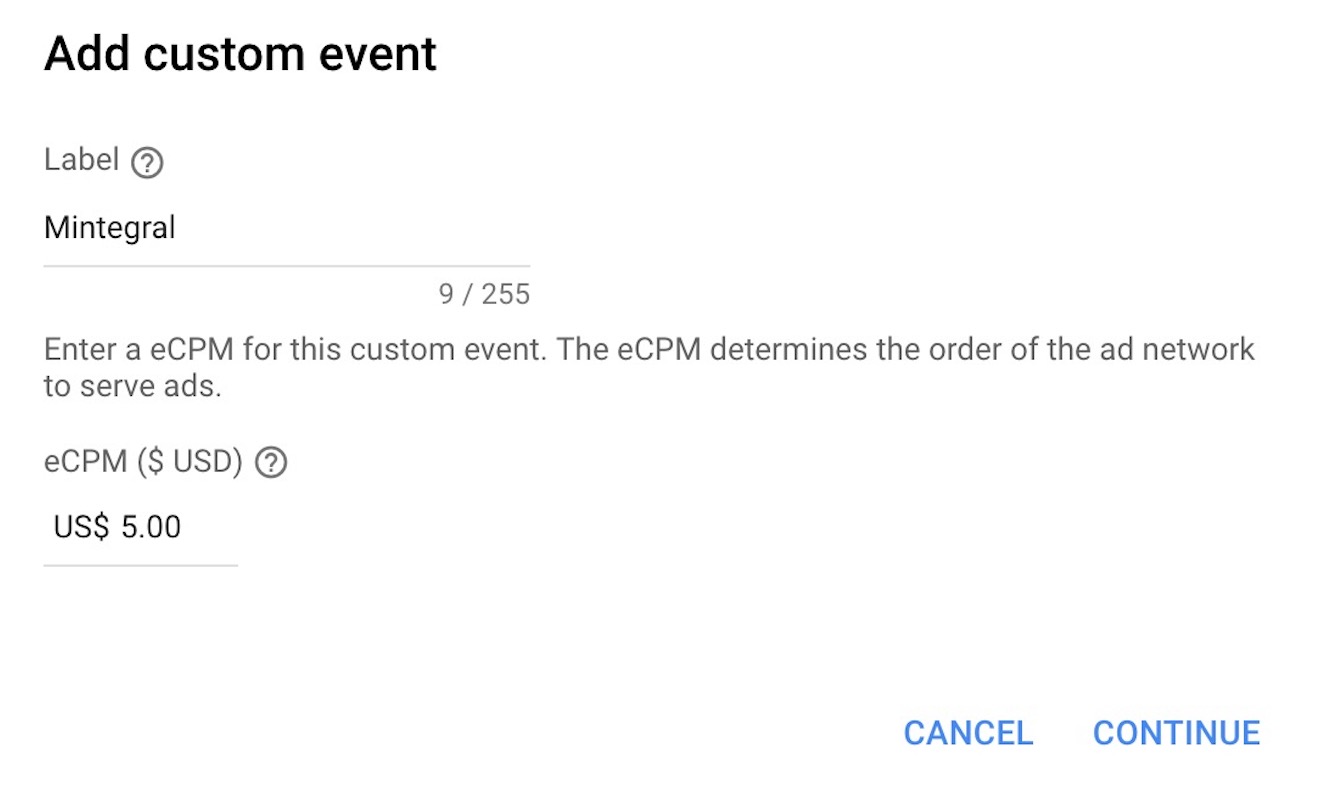 Add custom event
Label
Mintegral
9 / 255
Enter a eCPM for this custom event. The eCPM determines the order of the ad network
to serve ads.
eCPM ($ USD)
US$ 5.00
CANCEL CONTINUE